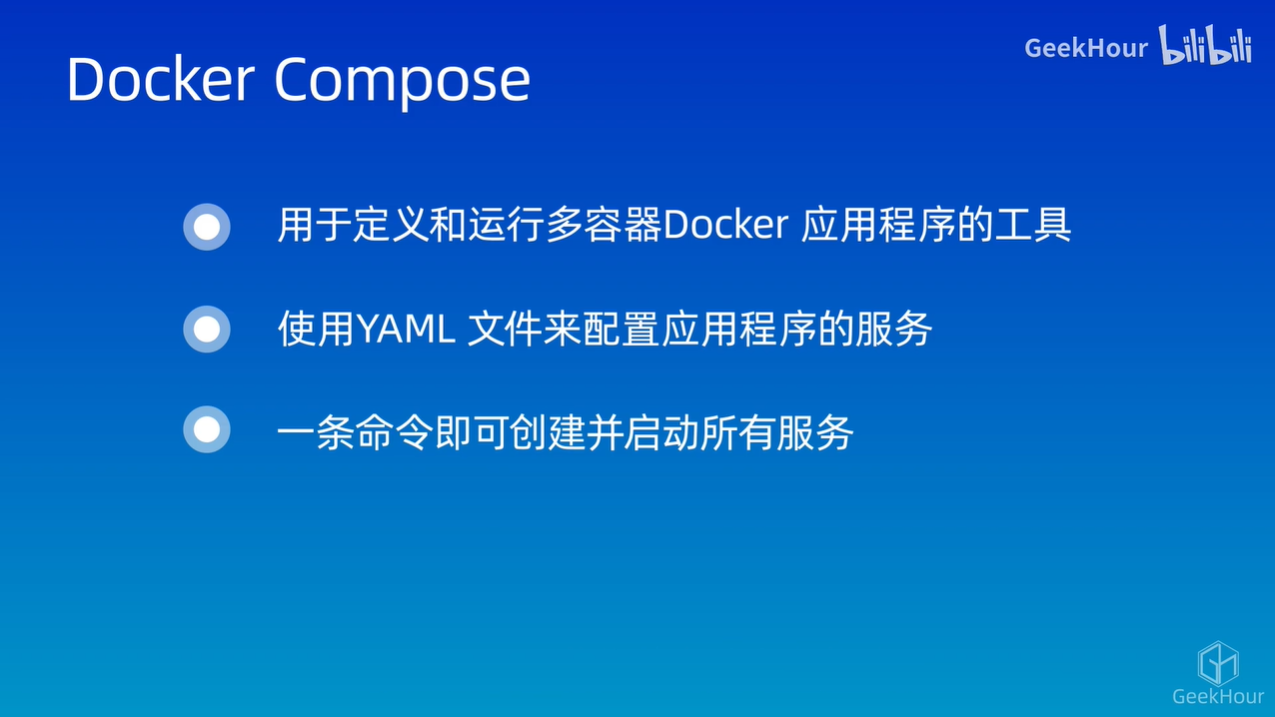 Docker Compose
GeekHour bilibili
用于定义和运行多容器Docker 应用程序的工具
使用YAML 文件来配置应用程序的服务
一条命令即可创建并启动所有服务
GeekHour